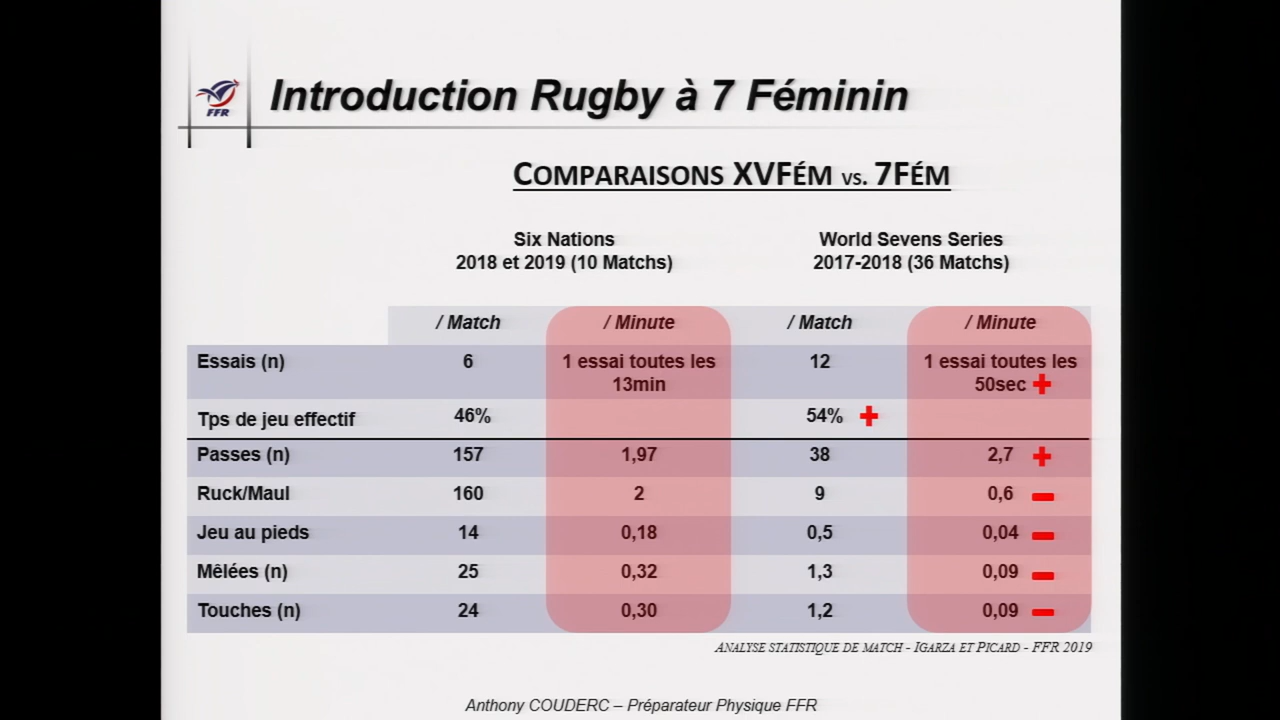 FFR
Introduction Rugby à 7 Féminin
COMPARAISONS XVFÉM VS. 7FÉM
Six Nations
2018 et 2019 (10 Matchs)
World Sevens Series
2017-2018 (36 Matchs)
/ Match / Minute / Match / Minute
Essais (n) 6 1 essai toutes les 13min 12 1 essai toutes les 50sec +
Tps de jeu effectif 46% 54% +
Passes (n) 157 1,97 38 2,7 +
Ruck/Maul 160 2 9 0,6 -
Jeu au pieds 14 0,18 0,5 0,04 -
Mêlées (n) 25 0,32 1,3 0,09 -
Touches (n) 24 0,30 1,2 0,09 -
ANALYSE STATISTIQUE DE MATCH - IGARZA ET PICARD - FFR 2019
Anthony COUDERC – Préparateur Physique FFR